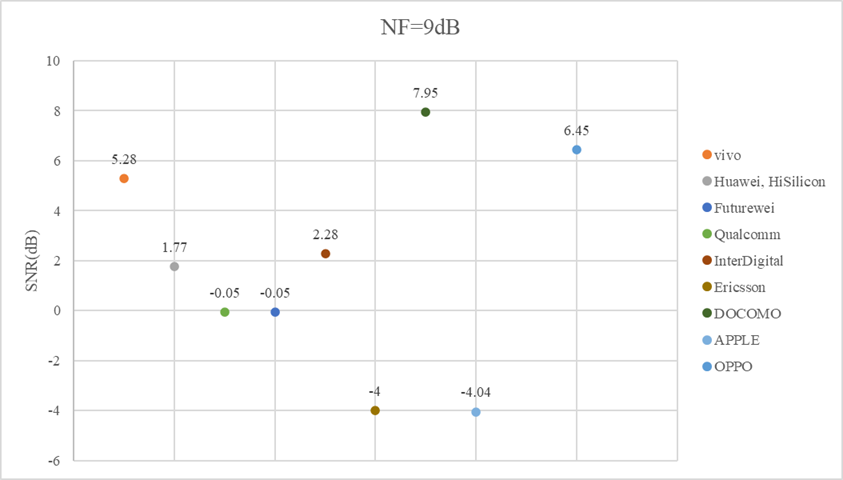 NF=9dB
10
8
6
4
2
0
-2
-4
-6
SNR(dB)
5.28
1.77
-0.05
-0.05
2.28
-4
7.95
-4.04
6.45
vivo
Huawei, HiSilicon
Futurewei
Qualcomm
InterDigital
Ericsson
DOCOMO
APPLE
OPPO